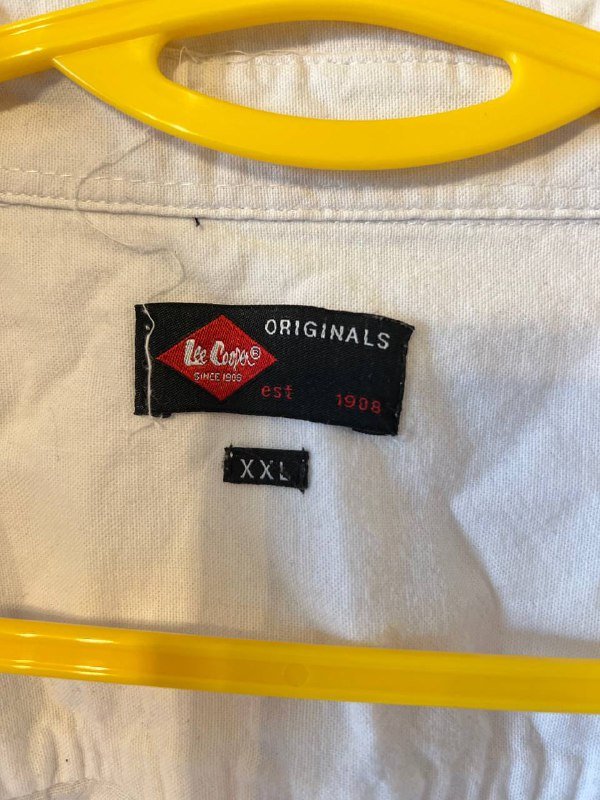 ORIGINALS
Lee Cooper®
SINCE 1908
est 1908
XXL